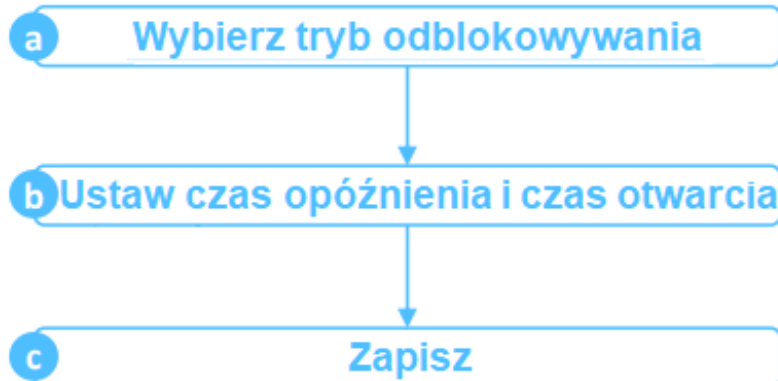 a Wybierz tryb odblokowywania
b Ustaw czas opóźnienia i czas otwarcia
c Zapisz